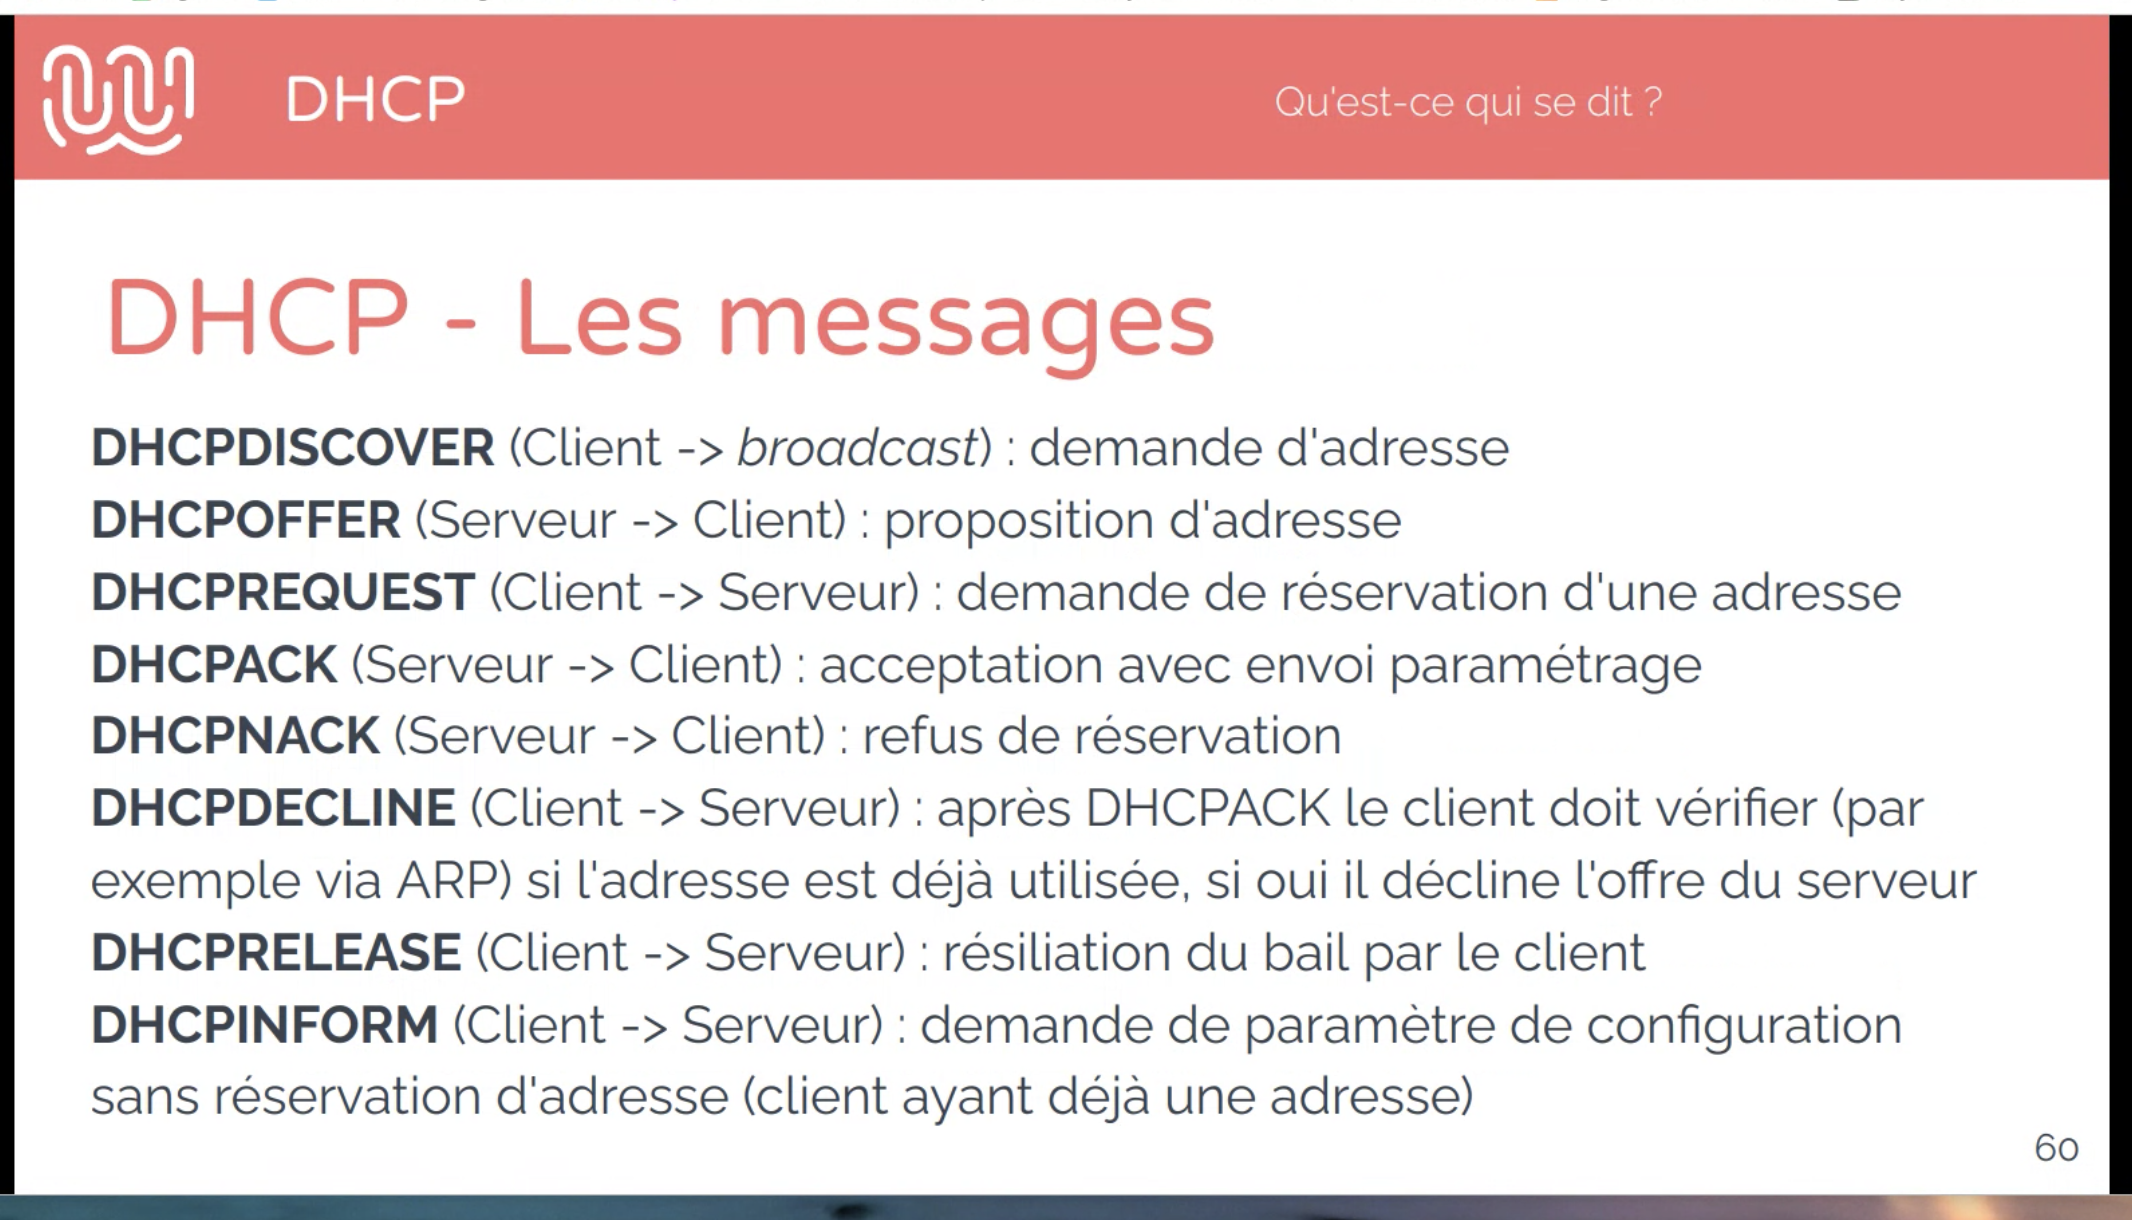 DHCP
Qu'est-ce qui se dit ?
DHCP - Les messages
DHCPDISCOVER (Client -> broadcast) : demande d'adresse
DHCPOFFER (Serveur -> Client) : proposition d'adresse
DHCPREQUEST (Client -> Serveur) : demande de réservation d'une adresse
DHCPACK (Serveur -> Client) : acceptation avec envoi paramétrage
DHCPNACK (Serveur -> Client) : refus de réservation
DHCPDECLINE (Client -> Serveur) : après DHCPACK le client doit vérifier (par
exemple via ARP) si l'adresse est déjà utilisée, si oui il décline l'offre du serveur
DHCPRELEASE (Client -> Serveur) : résiliation du bail par le client
DHCPINFORM (Client -> Serveur) : demande de paramètre de configuration
sans réservation d'adresse (client ayant déjà une adresse)
60